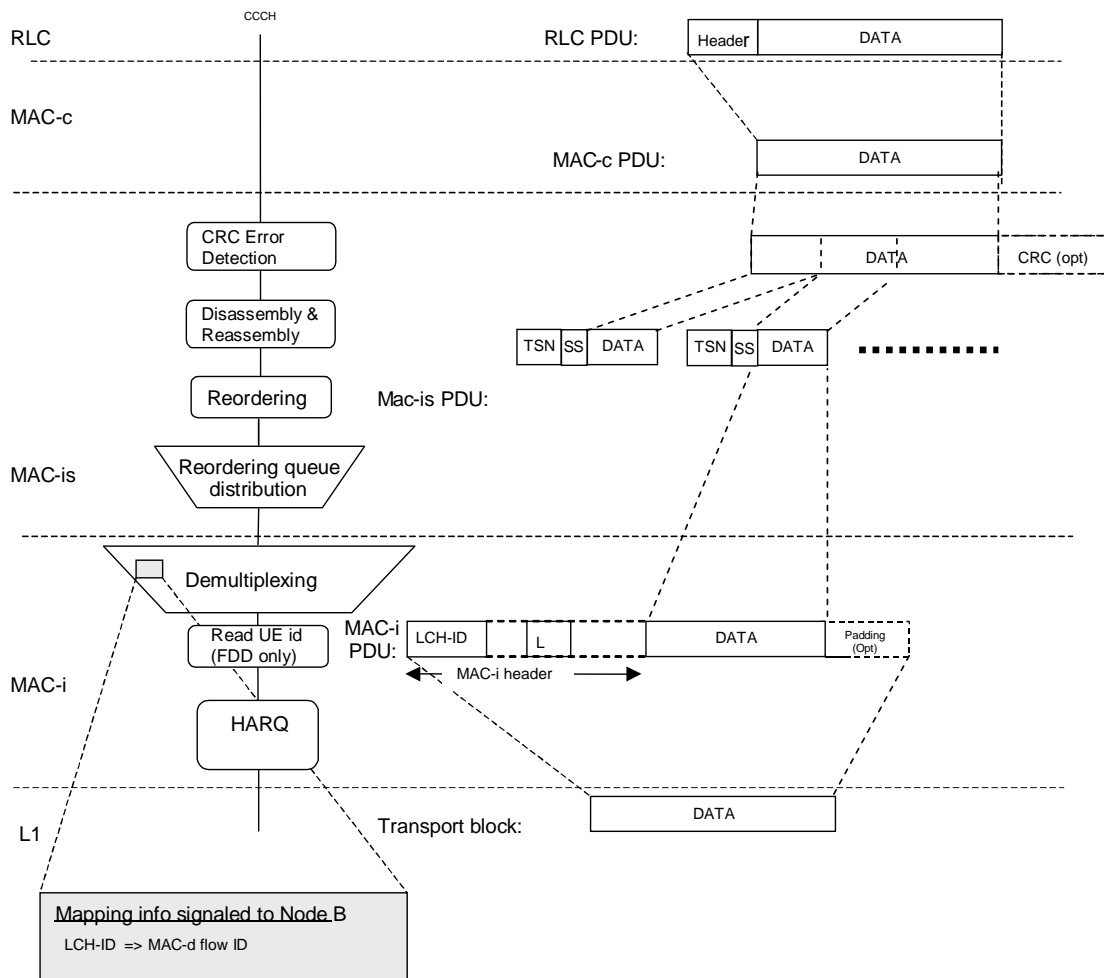 CCCH
RLC
RLC PDU:
Header
DATA
MAC-c
MAC-c PDU:
DATA
CRC Error
Detection
DATA
CRC (opt)
Disassembly &
Reassembly
TSN SS DATA
TSN SS DATA
Reordering
Mac-is PDU:
MAC-is
Reordering queue
distribution
Demultiplexing
Read UE id
(FDD only)
MAC-i
PDU:
LCH-ID
L
DATA
Padding
(Opt)
MAC-i header
MAC-i
HARQ
L1
Transport block:
DATA
Mapping info signaled to Node B
LCH-ID => MAC-d flow ID